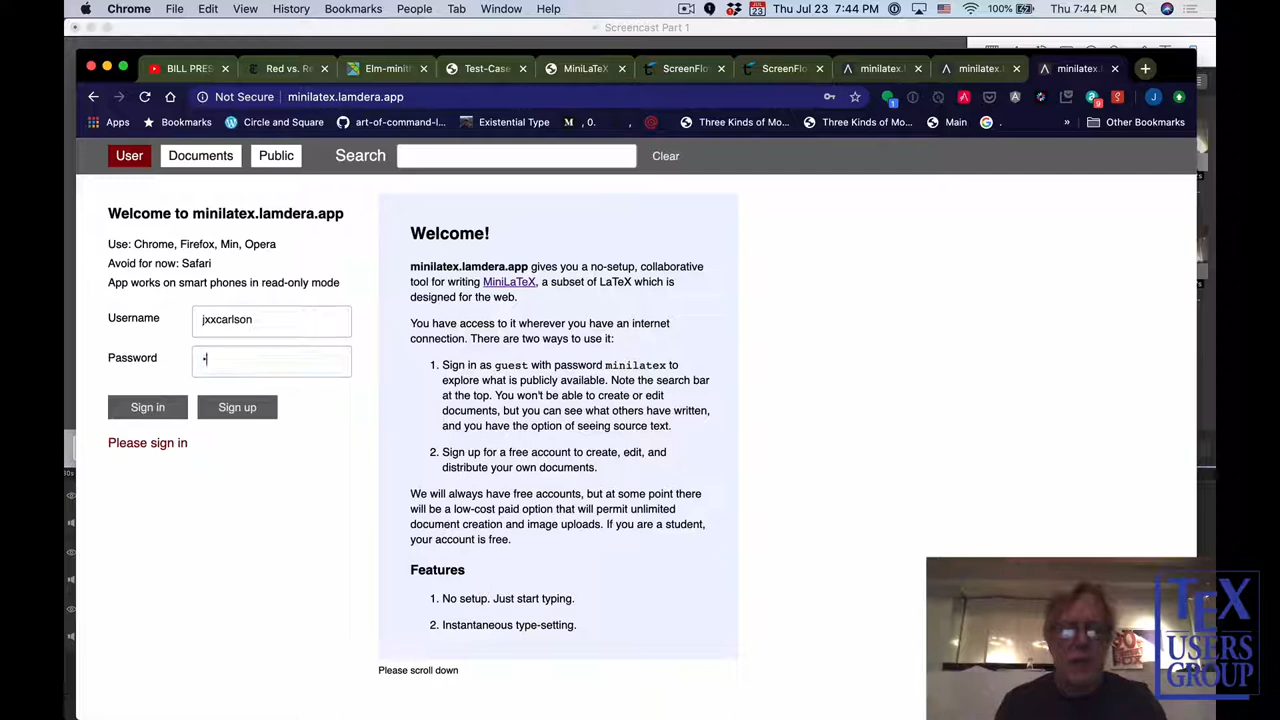 Chrome File Edit View History Bookmarks People Tab Window Help 23 Thu Jul 23 7:44 PM 100% Thu 7:44 PM
Screencast Part 1
BILL PRES Red vs. Re Elm-minit Test-Case MiniLaTeX ScreenFlo ScreenFlo minilatex.l minilatex.l minilatex.l
Not Secure minilatex.lamdera.app
Apps Bookmarks Circle and Square art-of-command-l... Existential Type M , 0. , Three Kinds of Mo... Three Kinds of Mo... Main » Other Bookmarks
User Documents Public Search Clear
Welcome to minilatex.lamdera.app
Use: Chrome, Firefox, Min, Opera
Avoid for now: Safari
App works on smart phones in read-only mode
Username jxxcarlson
Password
Sign in Sign up
Please sign in
Welcome!
minilatex.lamdera.app gives you a no-setup, collaborative
tool for writing MiniLaTeX, a subset of LaTeX which is
designed for the web.
You have access to it wherever you have an internet
connection. There are two ways to use it:
1. Sign in as guest with password minilatex to
explore what is publicly available. Note the search bar
at the top. You won't be able to create or edit
documents, but you can see what others have written,
and you have the option of seeing source text.
2. Sign up for a free account to create, edit, and
distribute your own documents.
We will always have free accounts, but at some point there
will be a low-cost paid option that will permit unlimited
document creation and image uploads. If you are a student,
your account is free.
Features
1. No setup. Just start typing.
2. Instantaneous type-setting.
Please scroll down
TEX
USERS
GROUP